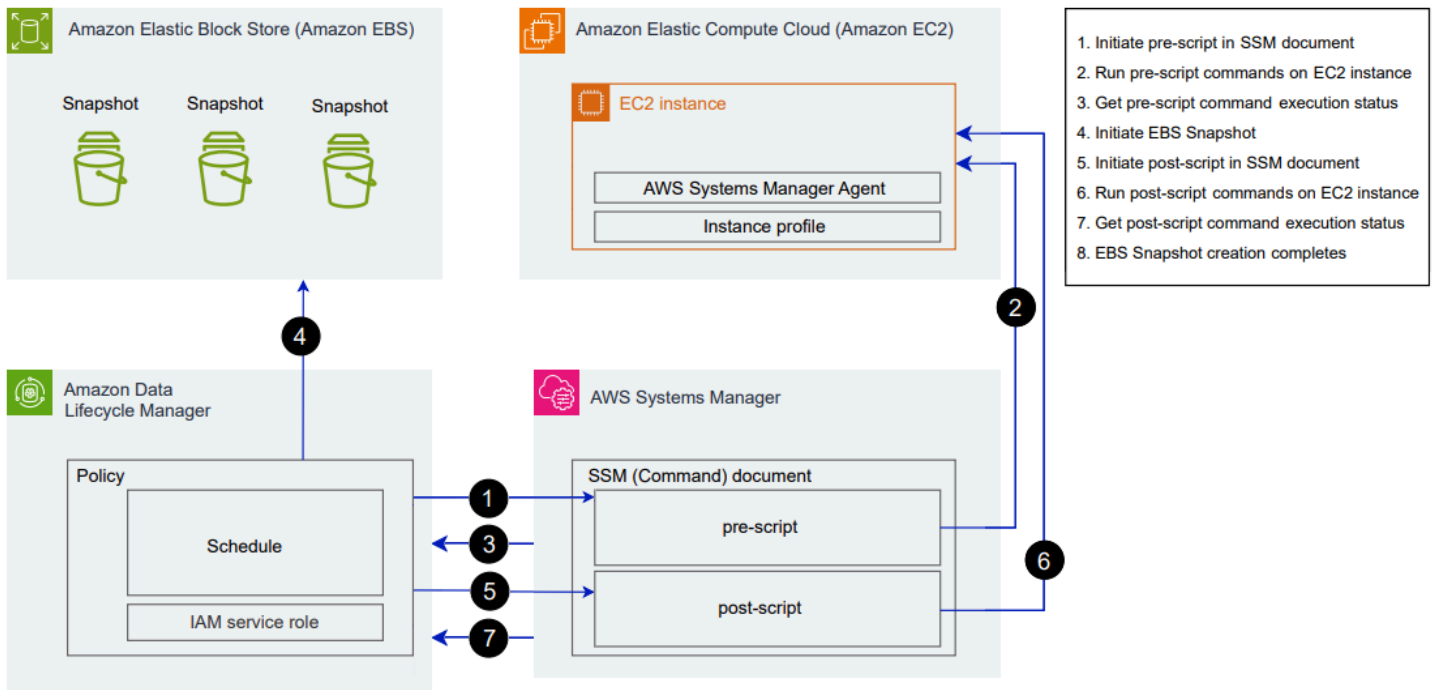 Amazon Elastic Block Store (Amazon EBS)
Snapshot
Snapshot
Snapshot
Amazon Elastic Compute Cloud (Amazon EC2)
EC2 instance
AWS Systems Manager Agent
Instance profile
1. Initiate pre-script in SSM document
2. Run pre-script commands on EC2 instance
3. Get pre-script command execution status
4. Initiate EBS Snapshot
5. Initiate post-script in SSM document
6. Run post-script commands on EC2 instance
7. Get post-script command execution status
8. EBS Snapshot creation completes
4
2
Amazon Data
Lifecycle Manager
Policy
Schedule
IAM service role
1
3
5
7
AWS Systems Manager
SSM (Command) document
pre-script
post-script
6